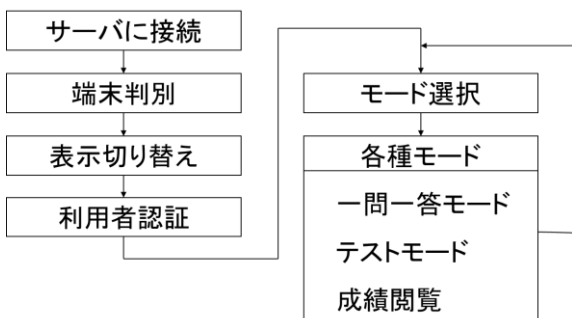 サーバに接続
端末判別
表示切り替え
利用者認証
モード選択
各種モード
一問一答モード
テストモード
成績閲覧